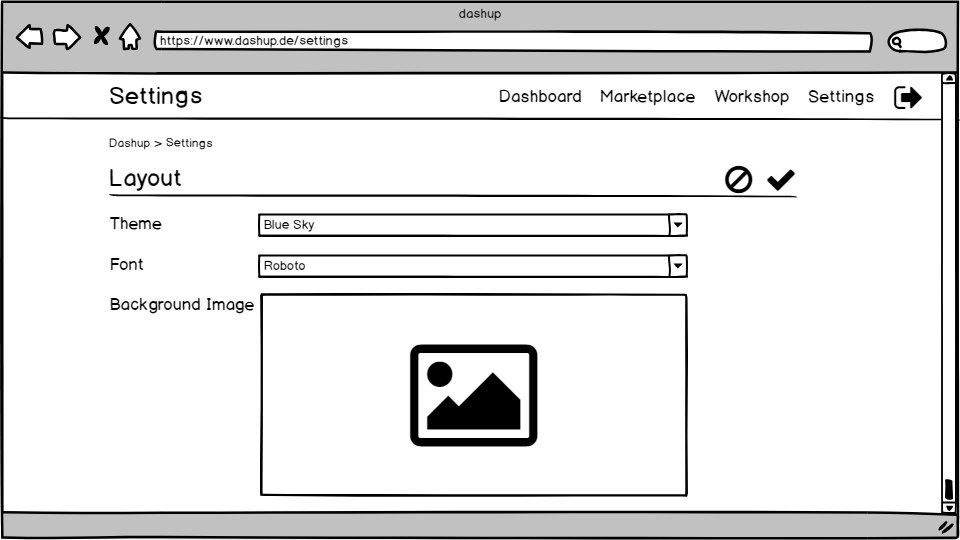 dashup
https://www.dashup.de/settings
Settings Dashboard Marketplace Workshop Settings
Dashup > Settings
Layout
Theme Blue Sky
Font Roboto
Background Image